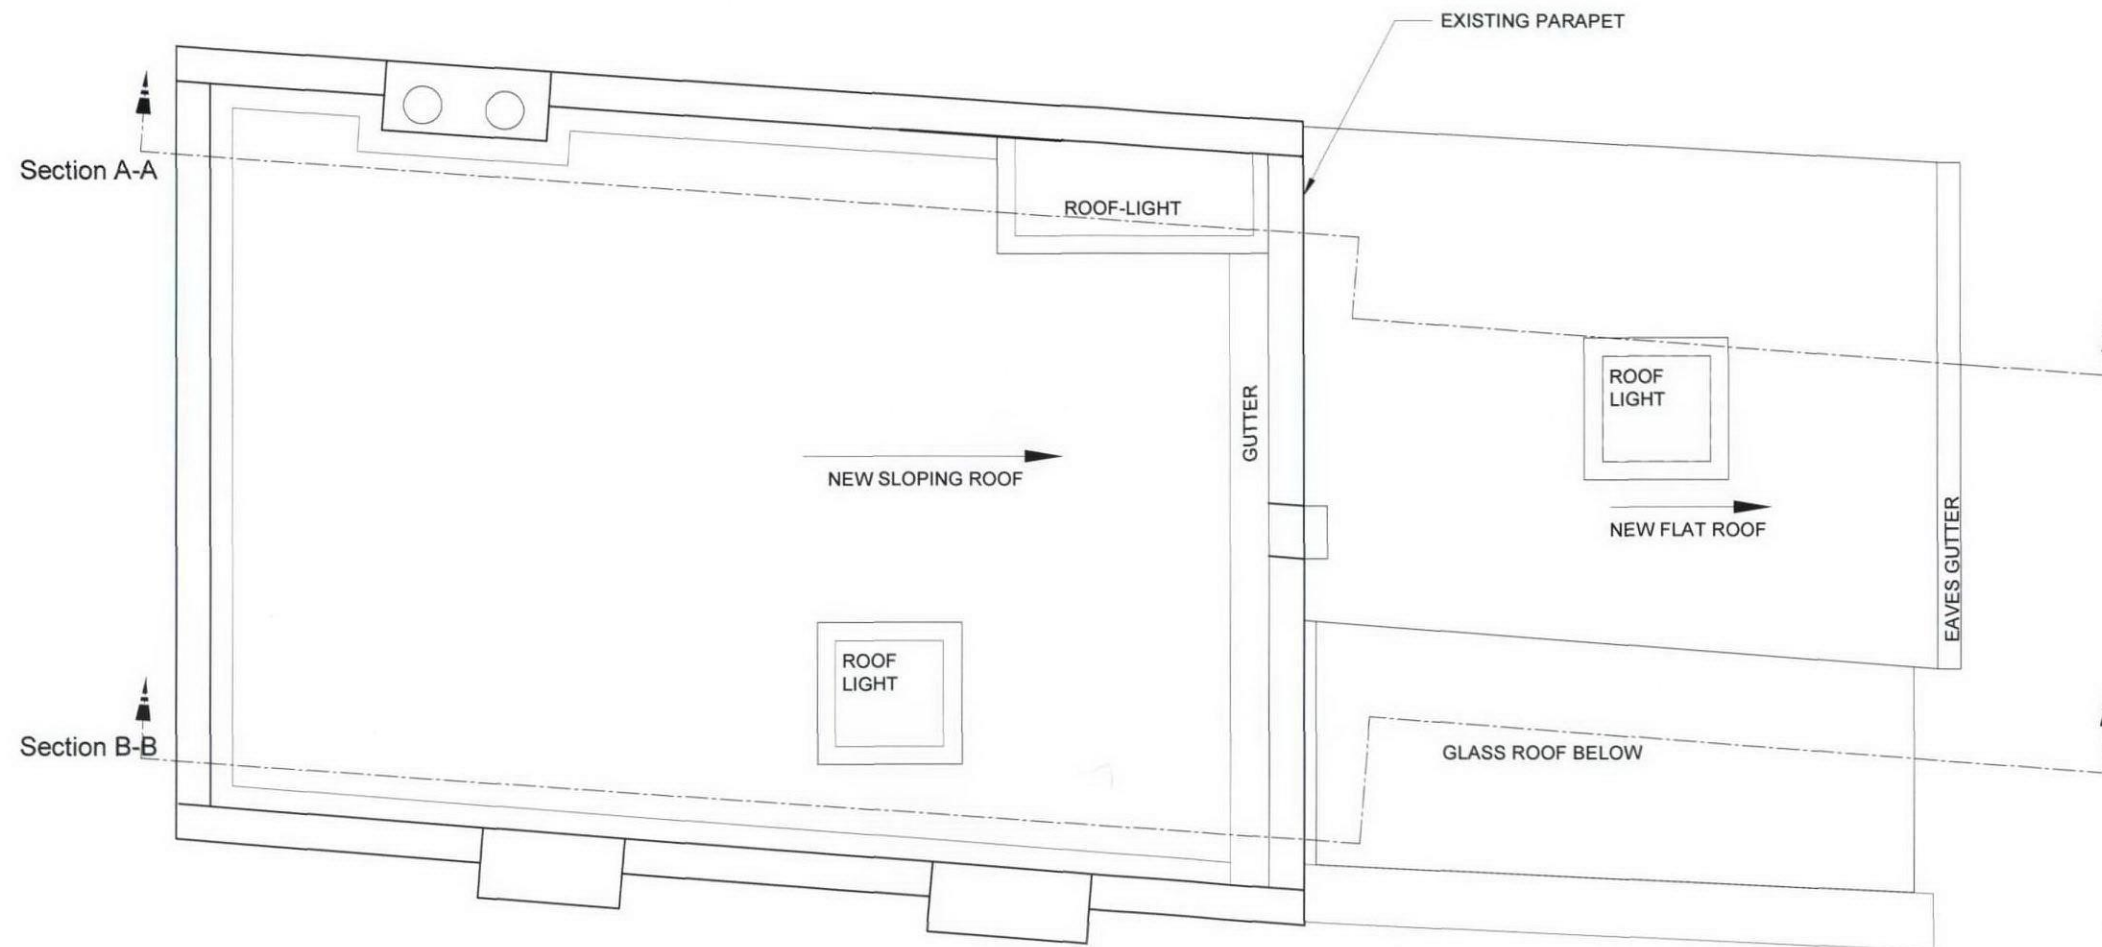 EXISTING PARAPET
Section A-A
ROOF-LIGHT
ROOF
LIGHT
GUTTER
NEW SLOPING ROOF
NEW FLAT ROOF
EAVES GUTTER
ROOF
LIGHT
Section B-B
GLASS ROOF BELOW